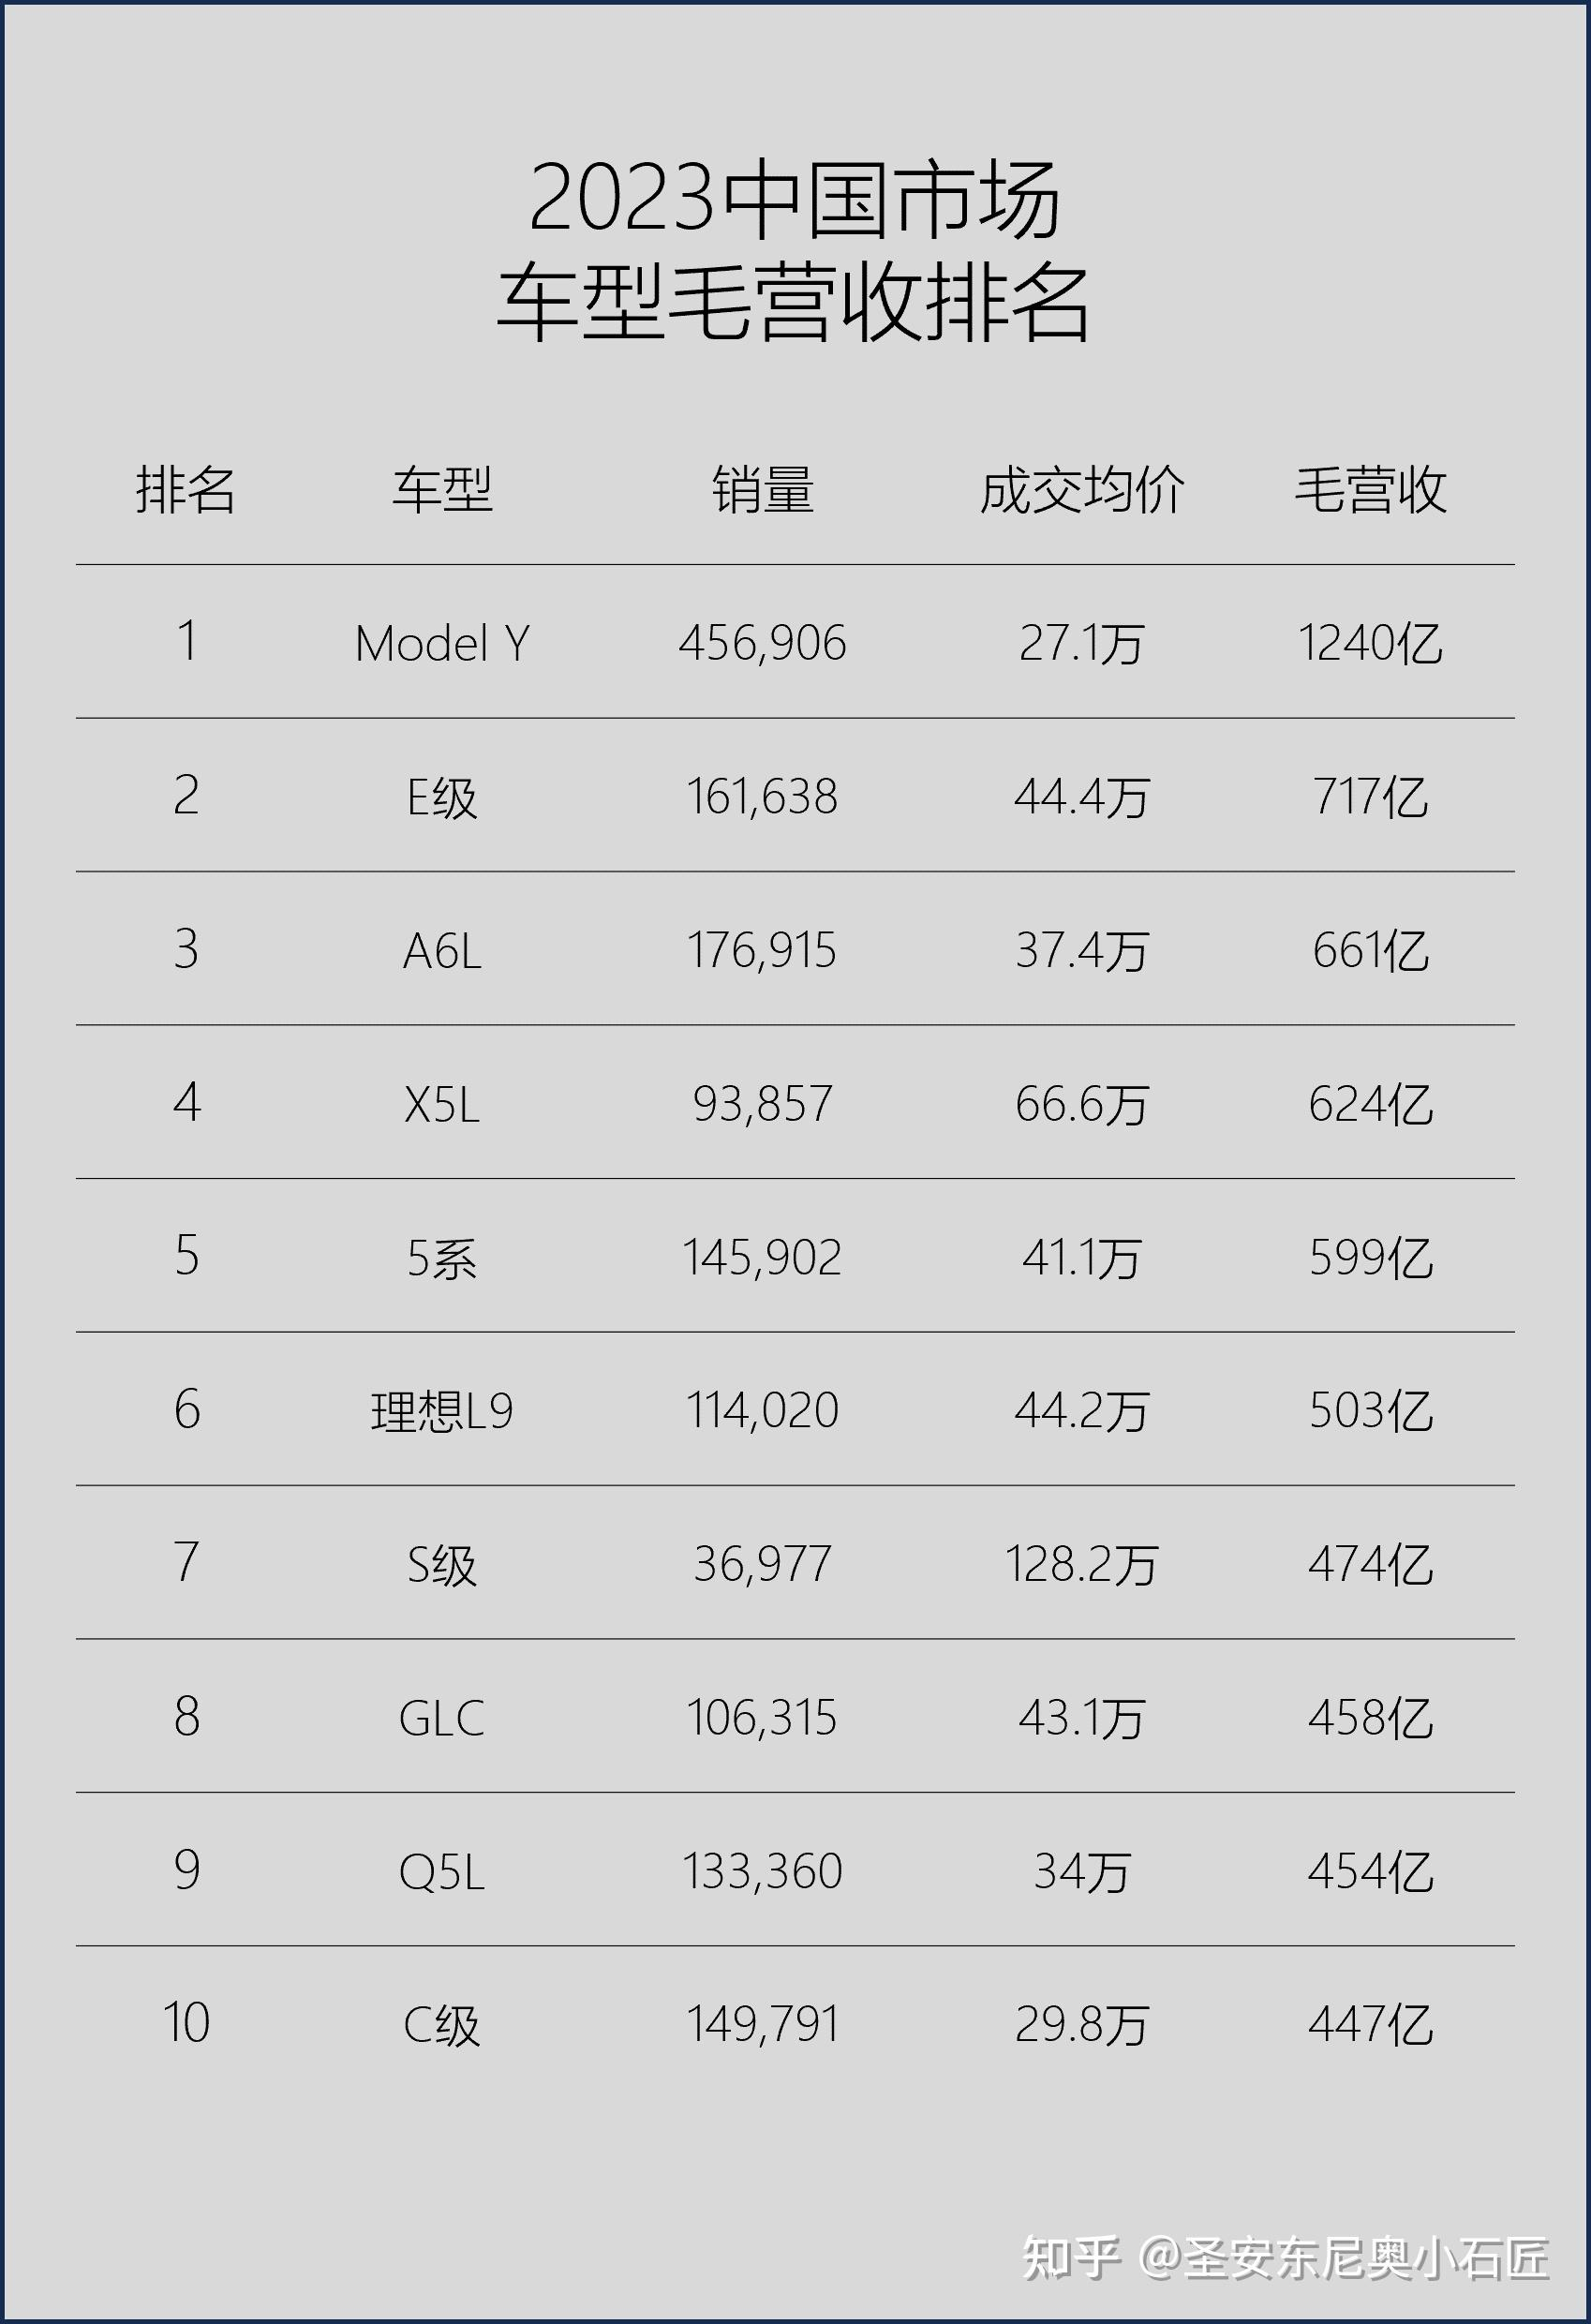 2023中国市场
车型毛营收排名
排名 车型 销量 成交均价 毛营收
1 Model Y 456,906 27.1万 1240亿
2 E级 161,638 44.4万 717亿
3 A6L 176,915 37.4万 661亿
4 X5L 93,857 66.6万 624亿
5 5系 145,902 41.1万 599亿
6 理想L9 114,020 44.2万 503亿
7 S级 36,977 128.2万 474亿
8 GLC 106,315 43.1万 458亿
9 Q5L 133,360 34万 454亿
10 C级 149,791 29.8万 447亿
知乎 @圣安东尼奥小石匠